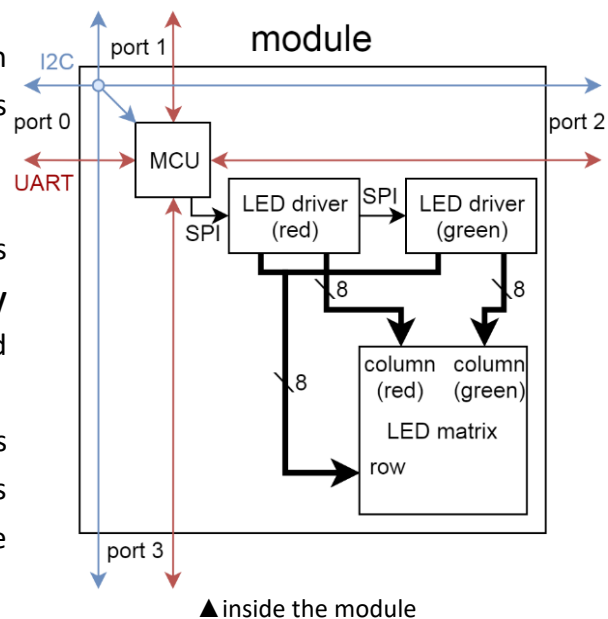 module
port 1
I2C
port 0
port 2
MCU
UART
SPI
LED driver
(red)
SPI
LED driver
(green)
8
8
column
(red)
column
(green)
8
LED matrix
row
port 3
▲inside the module